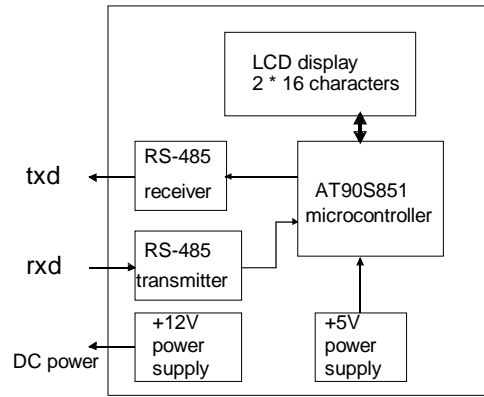 LCD display
2 * 16 characters
txd
RS-485
receiver
AT90S851
microcontroller
rxd
RS-485
transmitter
DC power
+12V
power
supply
+5V
power
supply